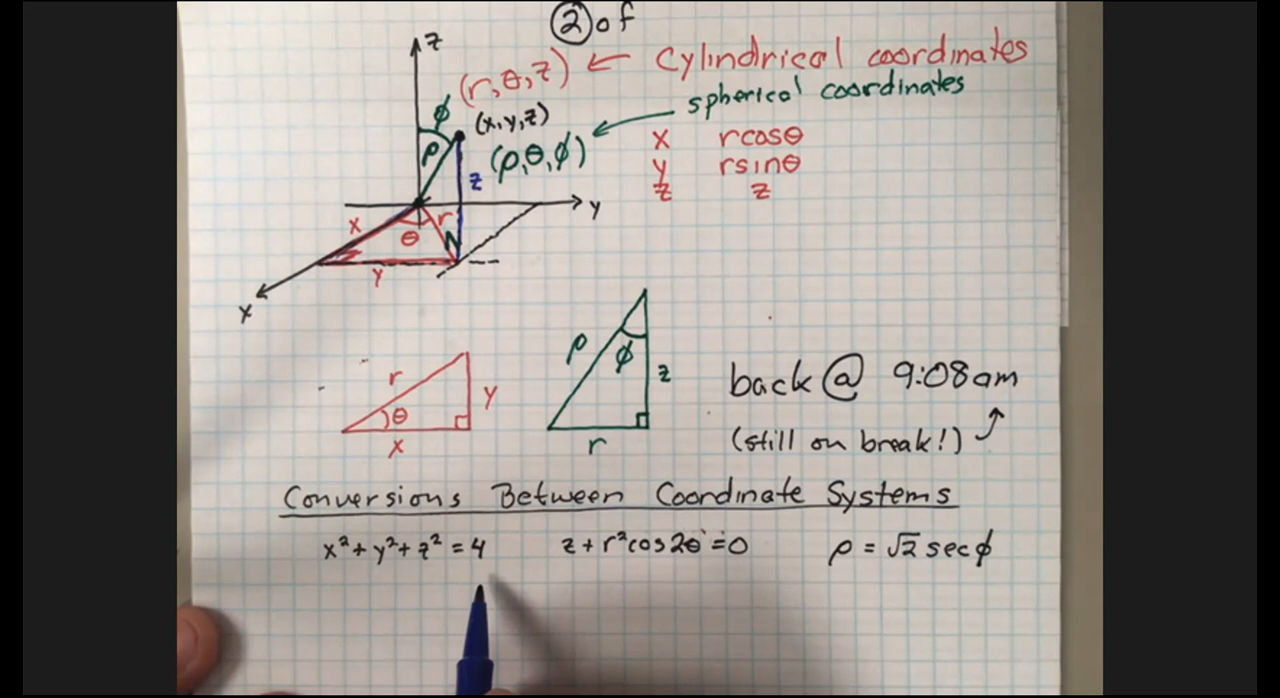 ② of
z
(r, θ, z) ← Cylindrical coordinates
spherical coordinates
ϕ
(x, y, z)
ρ
(ρ, θ, ϕ)
x rcosθ
y rsinθ
z z
z
y
x
r
θ
y
x
r
θ
y
x
ρ
ϕ
z
r
back @ 9:08am
(still on break!)
Conversions Between Coordinate Systems
x² + y² + z² = 4 z + r²cos2θ = 0 ρ = √2 secϕ